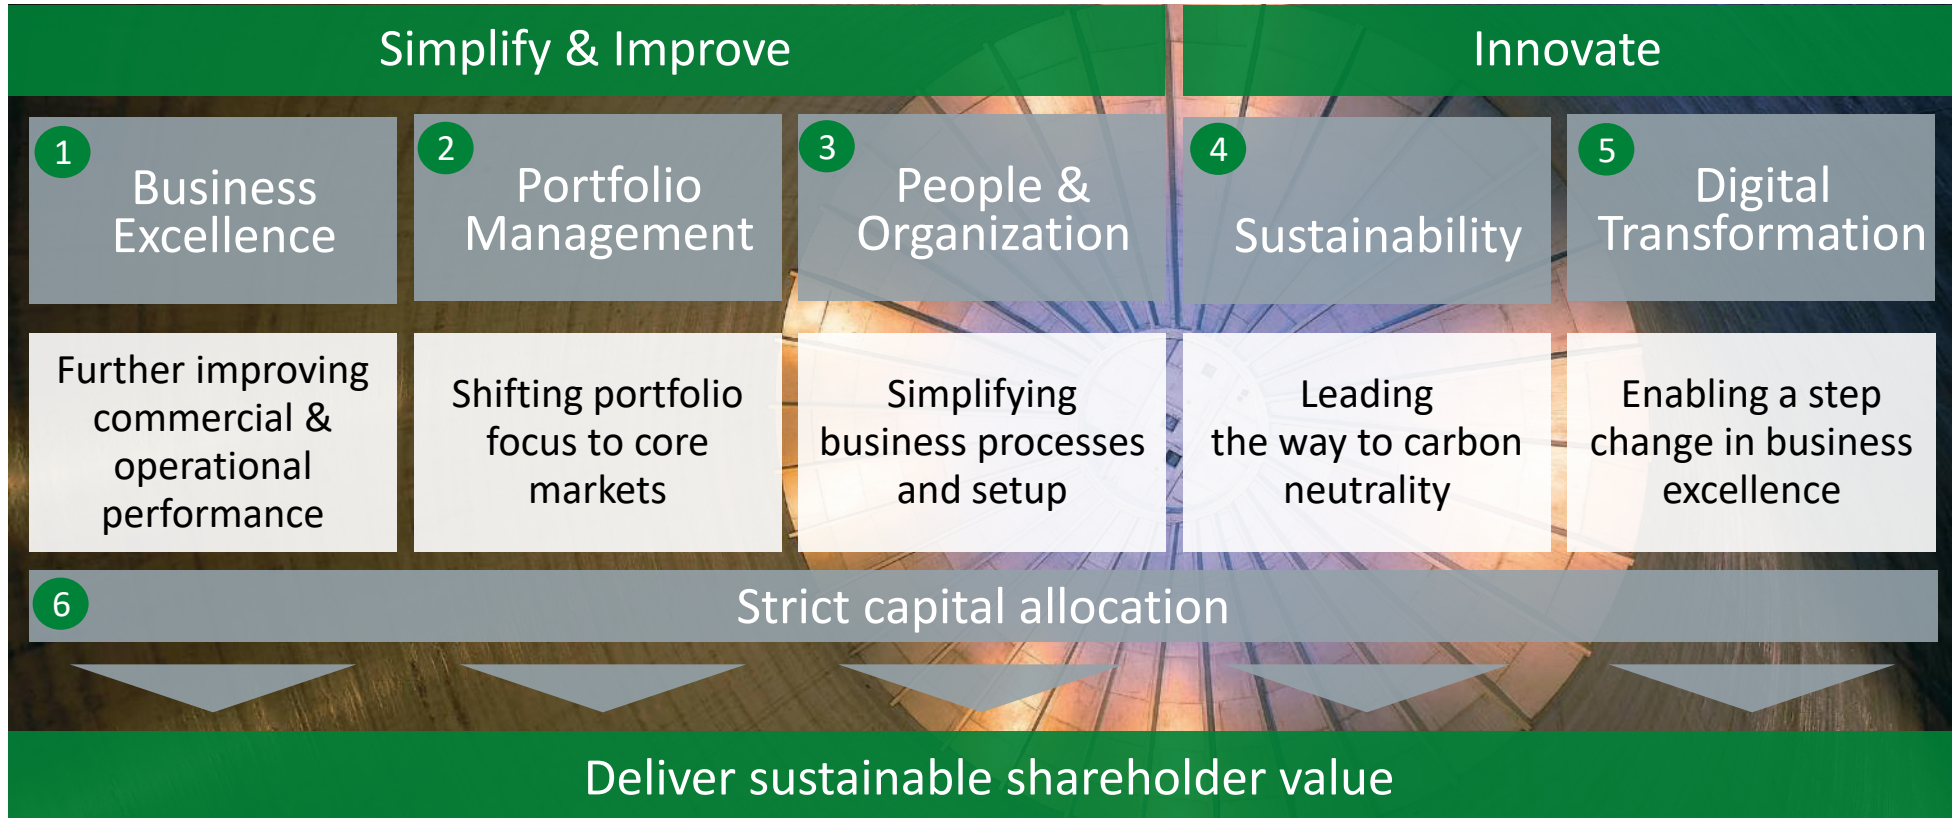 Simplify & Improve
Innovate
1
Business
Excellence
2
Portfolio
Management
3
People &
Organization
4
Sustainability
5
Digital
Transformation
Further improving
commercial &
operational
performance
Shifting portfolio
focus to core
markets
Simplifying
business processes
and setup
Leading
the way to carbon
neutrality
Enabling a step
change in business
excellence
6
Strict capital allocation
Deliver sustainable shareholder value